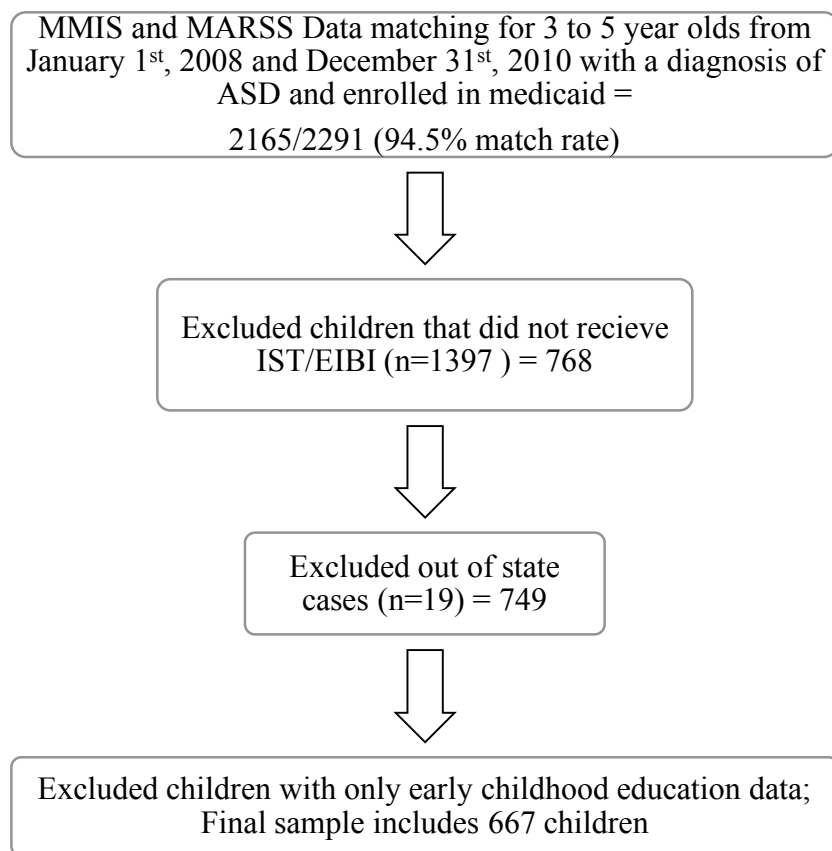 MMIS and MARSS Data matching for 3 to 5 year olds from
January 1st, 2008 and December 31st, 2010 with a diagnosis of
ASD and enrolled in medicaid =
2165/2291 (94.5% match rate)
Excluded children that did not recieve
IST/EIBI (n=1397 ) = 768
Excluded out of state
cases (n=19) = 749
Excluded children with only early childhood education data;
Final sample includes 667 children